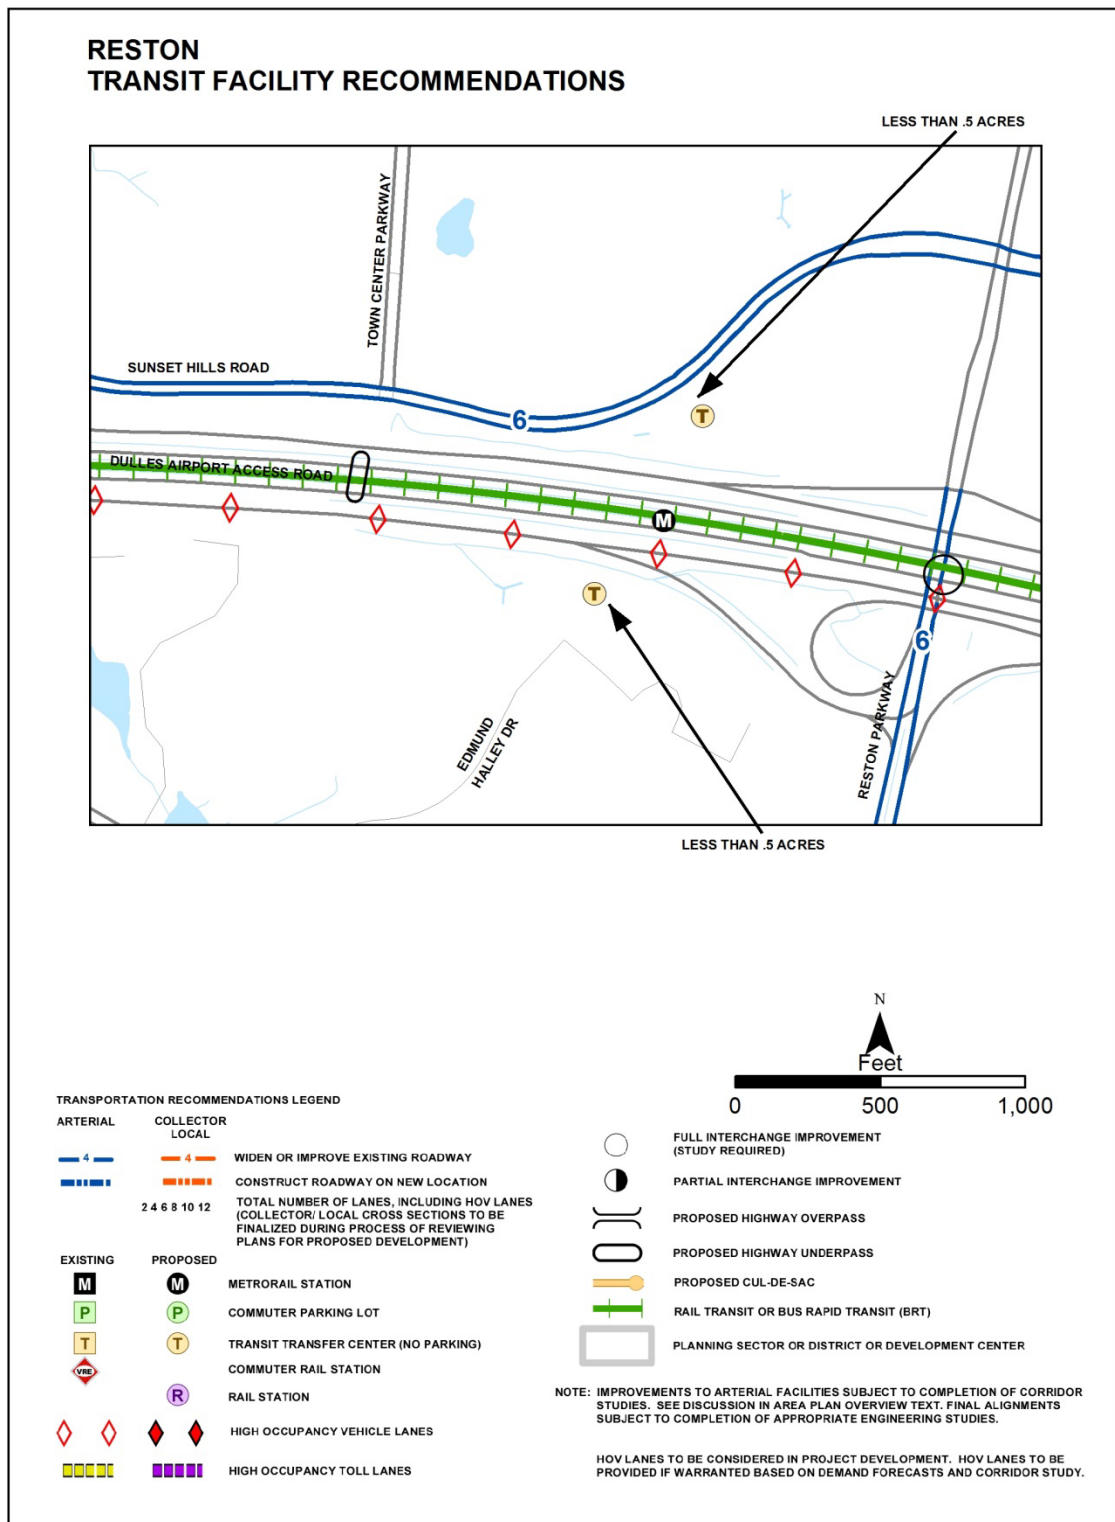 RESTON
TRANSIT FACILITY RECOMMENDATIONS
LESS THAN .5 ACRES
TOWN CENTER PARKWAY
SUNSET HILLS ROAD
6
T
DULLES AIRPORT ACCESS ROAD
M
T
6
EDMUND
HALLEY DR
RESTON PARKWAY
LESS THAN .5 ACRES
N
Feet
0 500 1,000
TRANSPORTATION RECOMMENDATIONS LEGEND
ARTERIAL COLLECTOR
LOCAL
4 4 WIDEN OR IMPROVE EXISTING ROADWAY
CONSTRUCT ROADWAY ON NEW LOCATION
2 4 6 8 10 12 TOTAL NUMBER OF LANES, INCLUDING HOV LANES
(COLLECTOR/ LOCAL CROSS SECTIONS TO BE
FINALIZED DURING PROCESS OF REVIEWING
PLANS FOR PROPOSED DEVELOPMENT)
EXISTING PROPOSED
M M METRORAIL STATION
P P COMMUTER PARKING LOT
T T TRANSIT TRANSFER CENTER (NO PARKING)
VRE COMMUTER RAIL STATION
R RAIL STATION
HIGH OCCUPANCY VEHICLE LANES
HIGH OCCUPANCY TOLL LANES
FULL INTERCHANGE IMPROVEMENT
(STUDY REQUIRED)
PARTIAL INTERCHANGE IMPROVEMENT
PROPOSED HIGHWAY OVERPASS
PROPOSED HIGHWAY UNDERPASS
PROPOSED CUL-DE-SAC
RAIL TRANSIT OR BUS RAPID TRANSIT (BRT)
PLANNING SECTOR OR DISTRICT OR DEVELOPMENT CENTER
NOTE: IMPROVEMENTS TO ARTERIAL FACILITIES SUBJECT TO COMPLETION OF CORRIDOR
STUDIES. SEE DISCUSSION IN AREA PLAN OVERVIEW TEXT. FINAL ALIGNMENTS
SUBJECT TO COMPLETION OF APPROPRIATE ENGINEERING STUDIES.
HOV LANES TO BE CONSIDERED IN PROJECT DEVELOPMENT. HOV LANES TO BE
PROVIDED IF WARRANTED BASED ON DEMAND FORECASTS AND CORRIDOR STUDY.